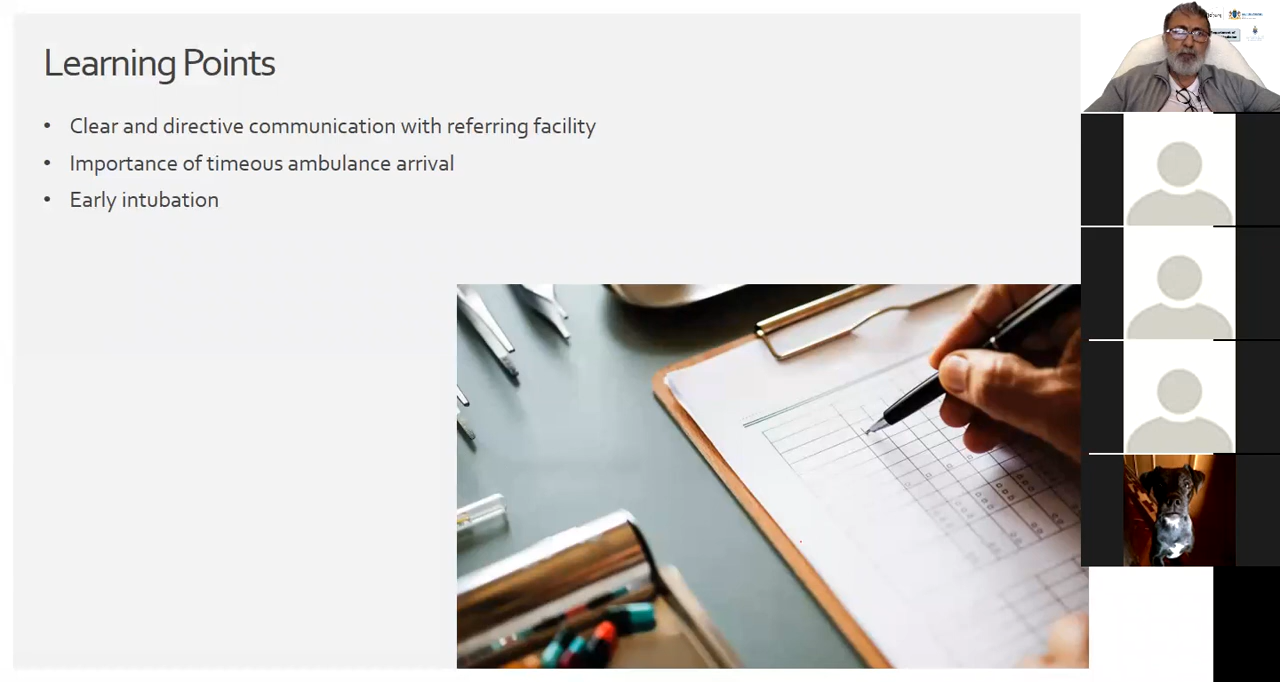 Learning Points
• Clear and directive communication with referring facility
• Importance of timeous ambulance arrival
• Early intubation